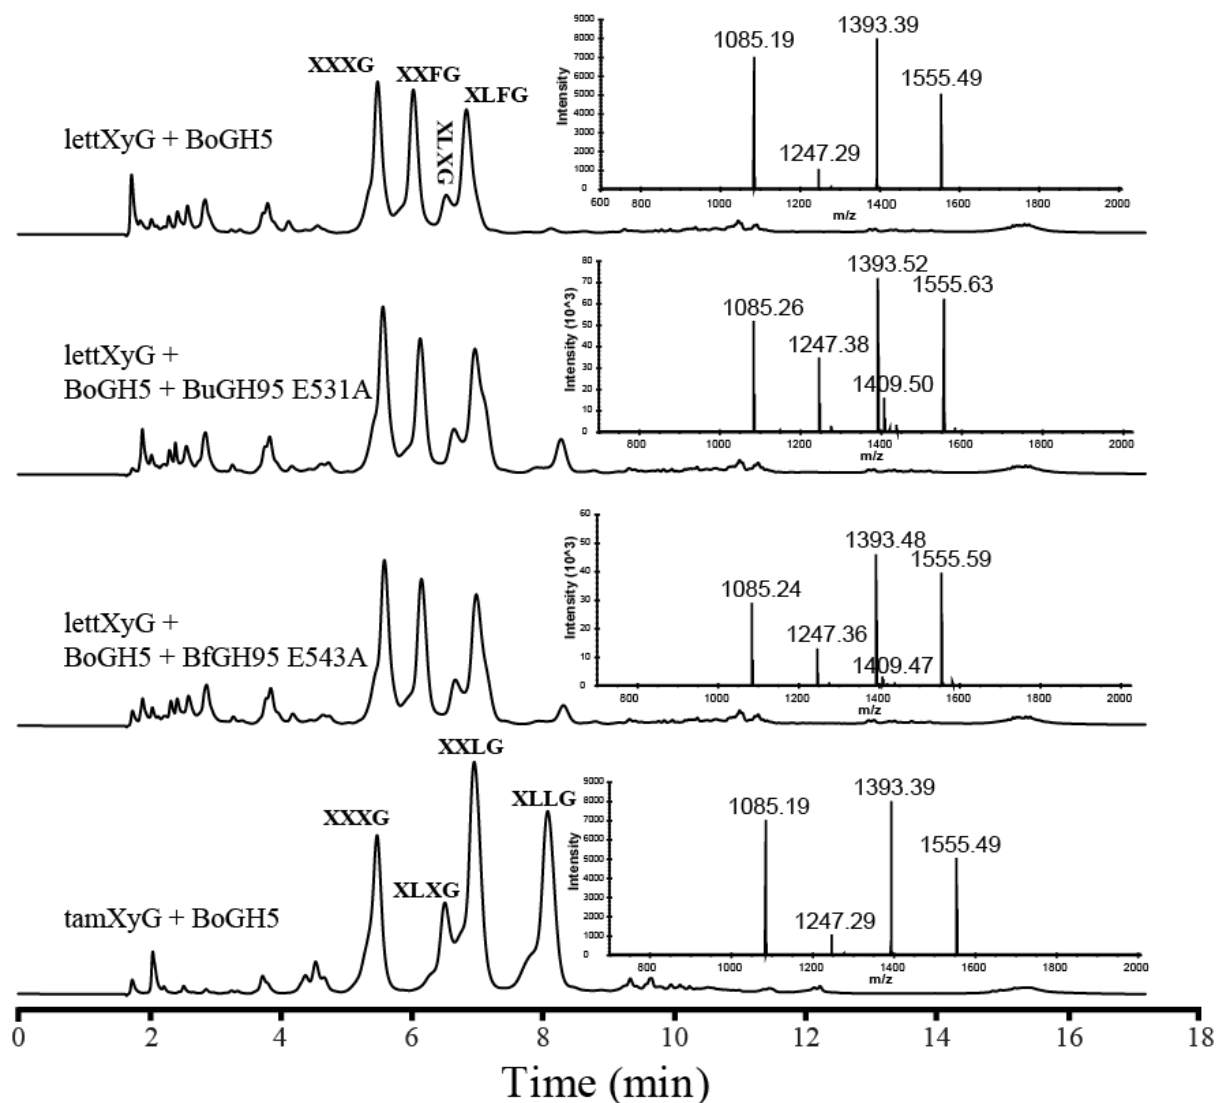 XXXG
XXFG
XLXG
XLFG
lettXyG + BoGH5
Intensity
9000
8000
7000
6000
5000
4000
3000
2000
1000
0
1085.19
1247.29
1393.39
1555.49
600 800 1000 1200 1400 1600 1800 2000
m/z
lettXyG +
BoGH5 + BuGH95 E531A
Intensity (10^3)
80
70
60
50
40
30
20
10
0
1085.26
1247.38
1393.52
1409.50
1555.63
800 1000 1200 1400 1600 1800 2000
m/z
lettXyG +
BoGH5 + BfGH95 E543A
Intensity (10^3)
60
50
40
30
20
10
0
1085.24
1247.36
1393.48
1409.47
1555.59
800 1000 1200 1400 1600 1800 2000
m/z
XXXG
XLXG
XXLG
XLLG
tamXyG + BoGH5
Intensity
9000
8000
7000
6000
5000
4000
3000
2000
1000
0
1085.19
1247.29
1393.39
1555.49
800 1000 1200 1400 1600 1800 2000
m/z
0 2 4 6 8 10 12 14 16 18
Time (min)